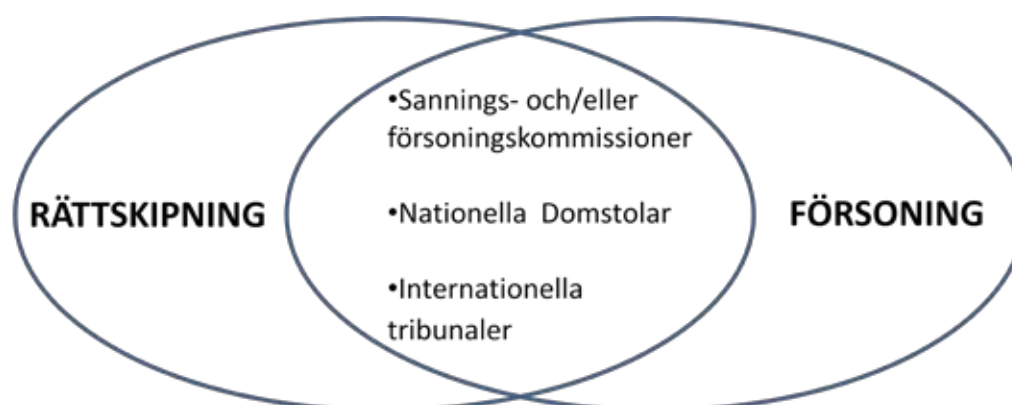 •Sannings- och/eller
försoningskommissioner
RÄTTSKIPNING
•Nationella Domstolar
FÖRSONING
•Internationella
tribunaler